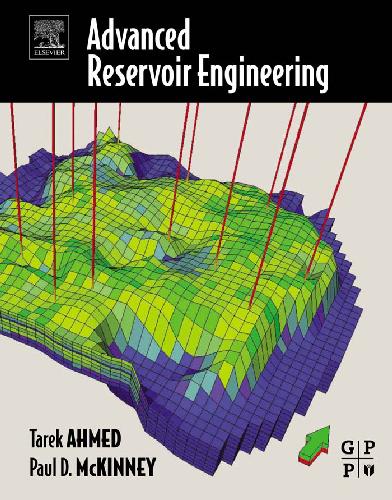 ELSEVIER
Advanced
Reservoir Engineering
Tarek AHMED
Paul D. McKINNEY
G P
P